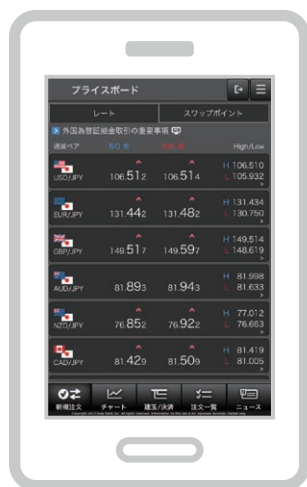 プライスボード
レート スワップポイント
外国為替証拠金取引の重要事項
通貨ペア BID 売 ASK 買 High/Low
USD/JPY 106.512 106.514 H 106.510
L 105.932
EUR/JPY 131.442 131.482 H 131.434
L 130.750
GBP/JPY 149.517 149.597 H 149.514
L 148.619
AUD/JPY 81.893 81.943 H 81.998
L 81.633
NZD/JPY 76.852 76.922 H 77.012
L 76.663
CAD/JPY 81.429 81.509 H 81.419
L 81.005
新規注文 チャート 建玉/決済 注文一覧 ニュース